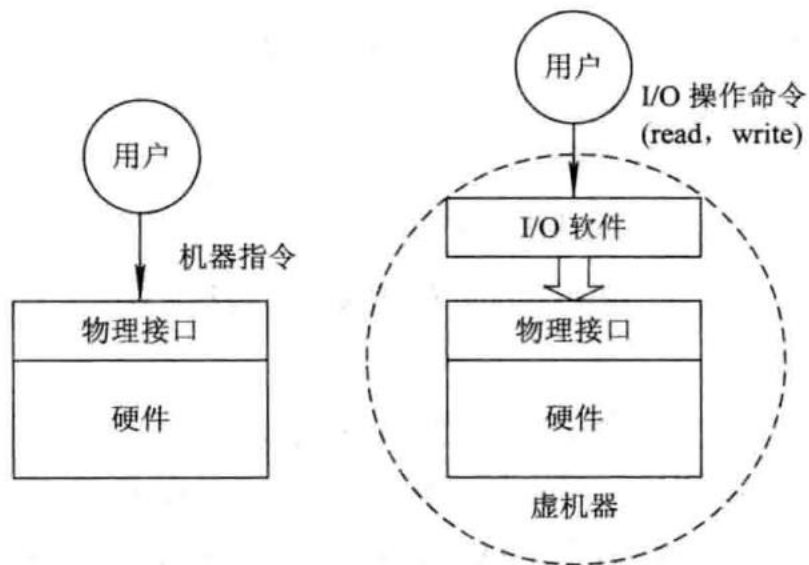 用户
机器指令
物理接口
硬件
用户
I/O 操作命令
(read，write)
I/O 软件
物理接口
硬件
虚机器